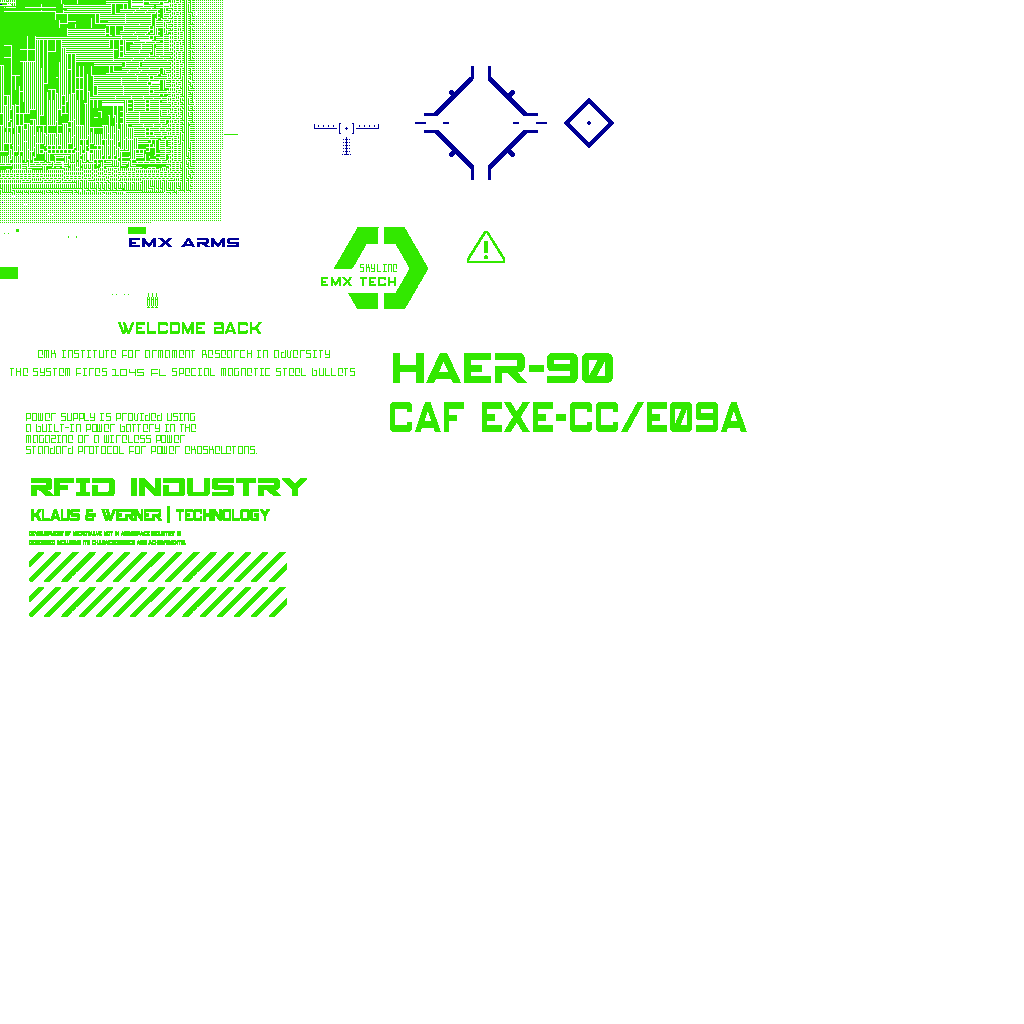 EMX ARMS
SKYLINE
EMX TECH
WELCOME BACK
EMX INSTITUTE FOR ARMAMENT RESEARCH IN ADVERSITY
THE SYSTEM FIRES 1045 FL SPECIAL MAGNETIC STEEL BULLETS
HAER-90
CAF EXE-CC/E09A
POWER SUPPLY IS PROVIDED USING
A BUILT-IN POWER BATTERY IN THE
MAGAZINE OR A WIRELESS POWER
STANDARD PROTOCOL FOR POWER EXOSKELETONS.
RFID INDUSTRY
KLAUS & WERNER | TECHNOLOGY